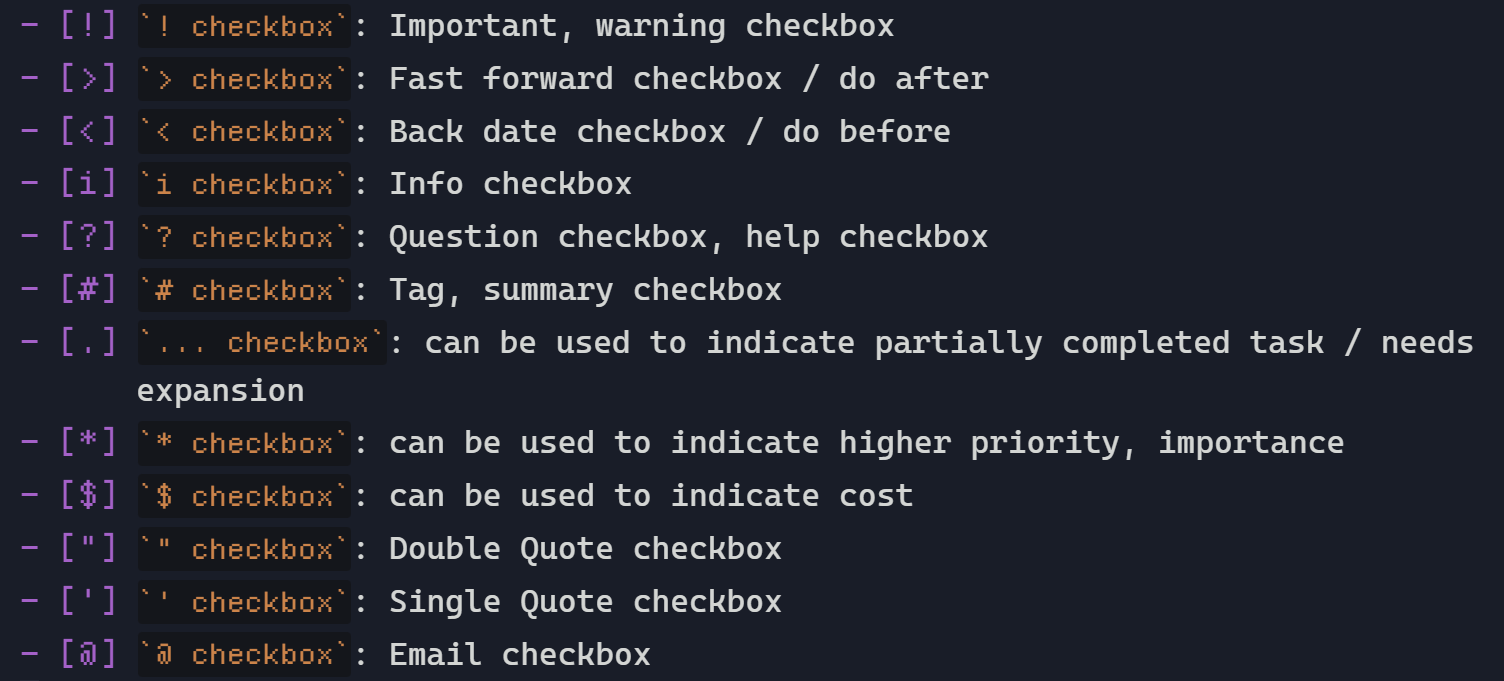 - [!] `! checkbox`: Important, warning checkbox
- [>] `> checkbox`: Fast forward checkbox / do after
- [<] `< checkbox`: Back date checkbox / do before
- [i] `i checkbox`: Info checkbox
- [?] `? checkbox`: Question checkbox, help checkbox
- [#] `# checkbox`: Tag, summary checkbox
- [.] `... checkbox`: can be used to indicate partially completed task / needs
expansion
- [*] `* checkbox`: can be used to indicate higher priority, importance
- [$] `$ checkbox`: can be used to indicate cost
- ["] `" checkbox`: Double Quote checkbox
- ['] `' checkbox`: Single Quote checkbox
- [@] `@ checkbox`: Email checkbox